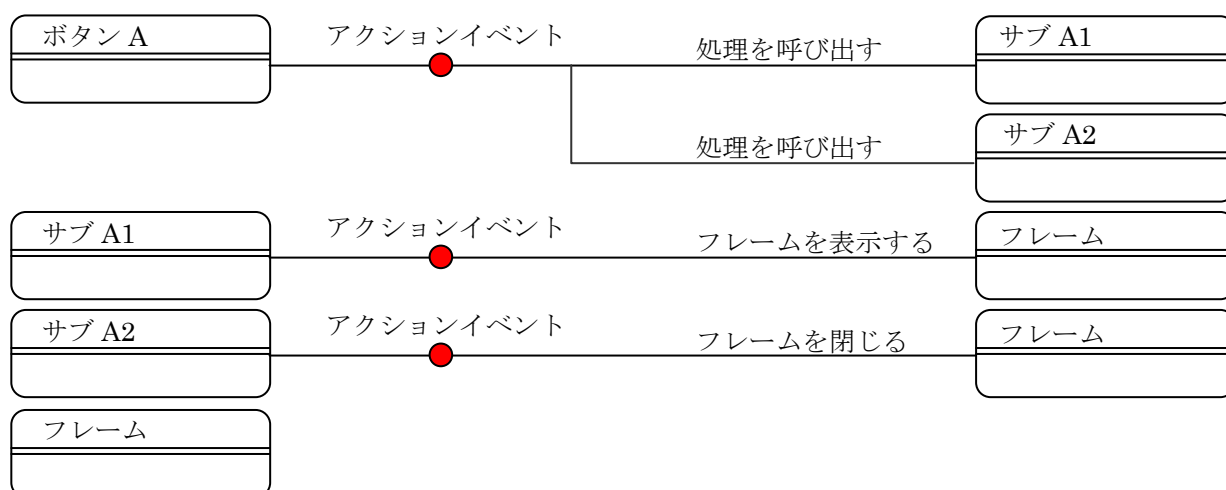 ボタン A
アクションイベント
処理を呼び出す
サブ A1
処理を呼び出す
サブ A2
サブ A1
アクションイベント
フレームを表示する
フレーム
サブ A2
アクションイベント
フレームを閉じる
フレーム
フレーム